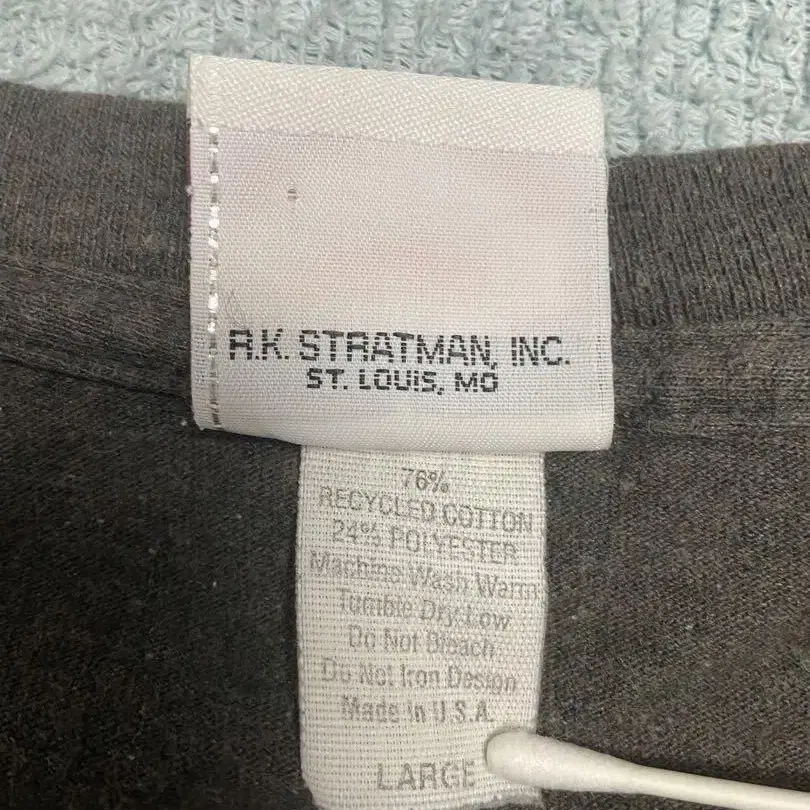 R.K. STRATMAN, INC.
ST. LOUIS, MO
76%
RECYCLED COTTON
24% POLYESTER
Machine Wash Warm
Tumble Dry Low
Do Not Bleach
Do Not Iron Design
Made in U.S.A.
LARGE